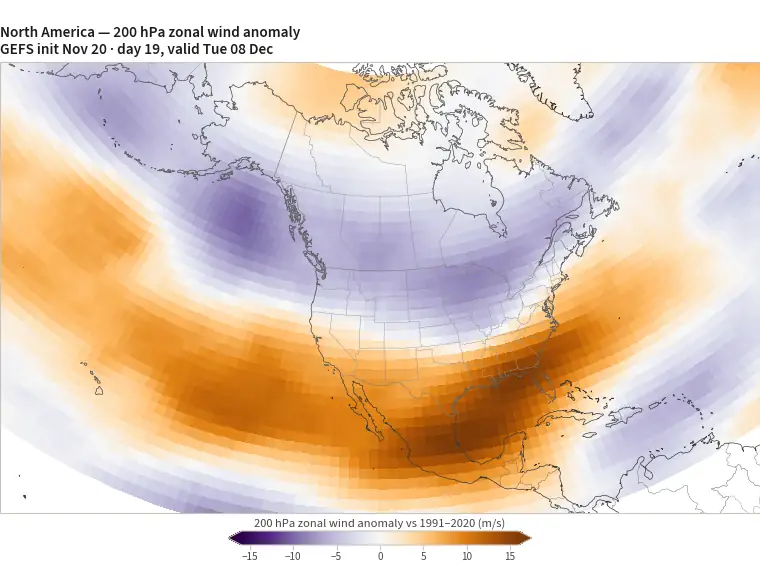 North America — 200 hPa zonal wind anomaly
GEFS init Nov 20 · day 19, valid Tue 08 Dec
200 hPa zonal wind anomaly vs 1991–2020 (m/s)
−15 −10 −5 0 5 10 15